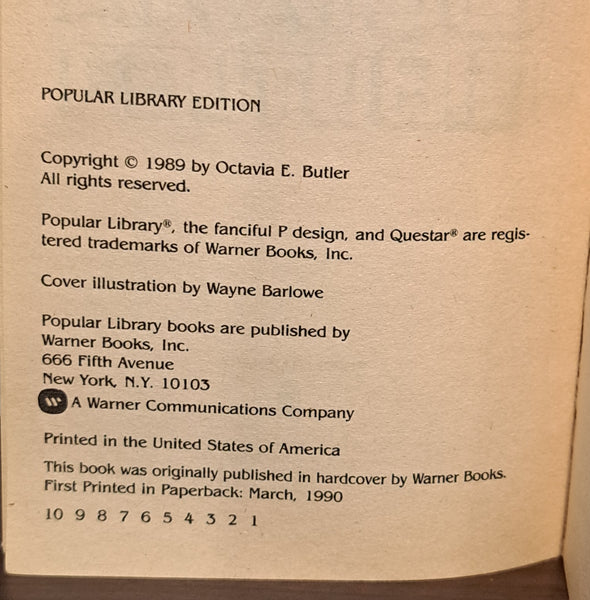 POPULAR LIBRARY EDITION
Copyright © 1989 by Octavia E. Butler
All rights reserved.
Popular Library®, the fanciful P design, and Questar® are regis-
tered trademarks of Warner Books, Inc.
Cover illustration by Wayne Barlowe
Popular Library books are published by
Warner Books, Inc.
666 Fifth Avenue
New York, N.Y. 10103
A Warner Communications Company
Printed in the United States of America
This book was originally published in hardcover by Warner Books.
First Printed in Paperback: March, 1990
10 9 8 7 6 5 4 3 2 1